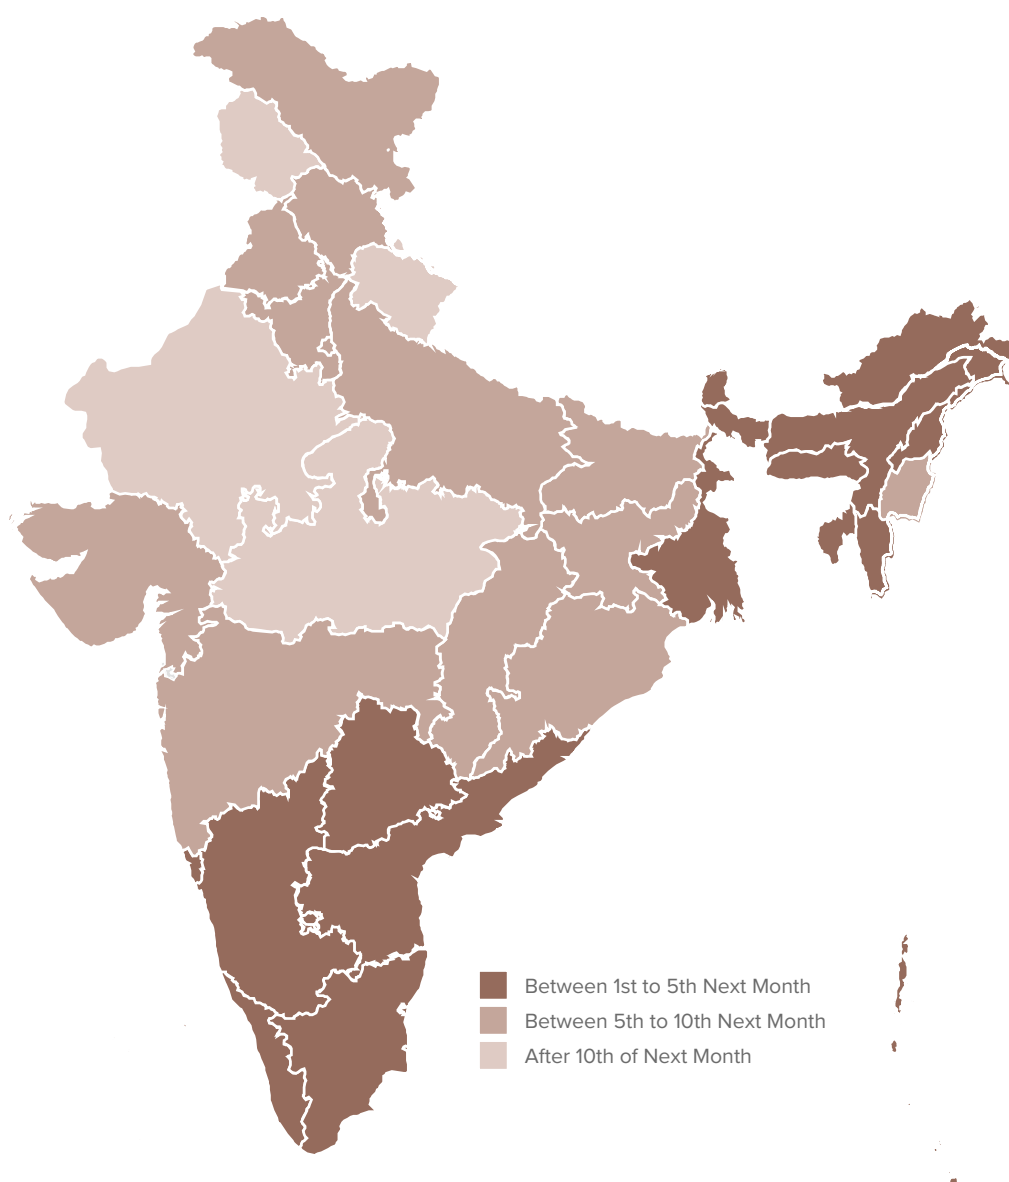 Between 1st to 5th Next Month
Between 5th to 10th Next Month
After 10th of Next Month